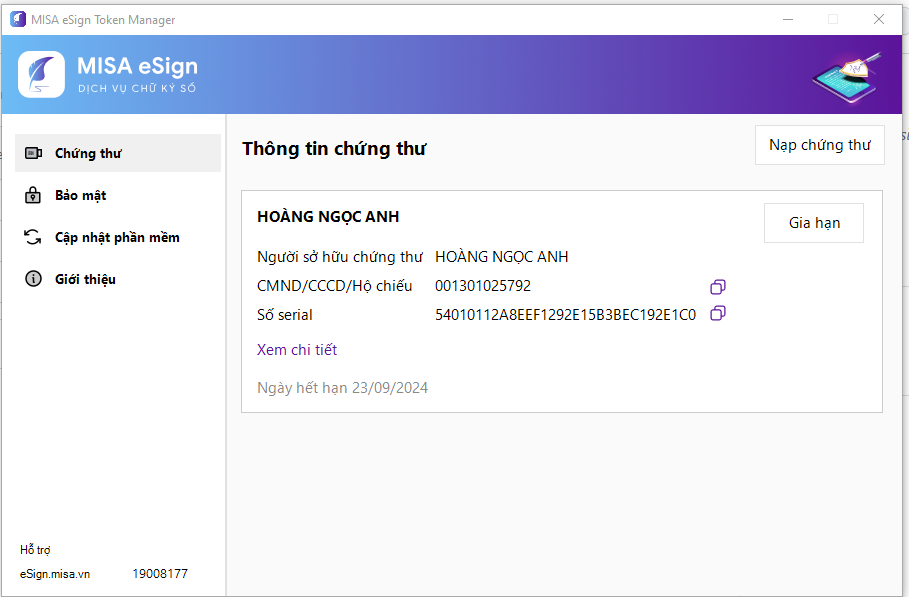 MISA eSign Token Manager
MISA eSign
DỊCH VỤ CHỮ KÝ SỐ
Chứng thư
Bảo mật
Cập nhật phần mềm
Giới thiệu
Hỗ trợ
eSign.misa.vn 19008177
Thông tin chứng thư
Nạp chứng thư
HOÀNG NGỌC ANH
Gia hạn
Người sở hữu chứng thư HOÀNG NGỌC ANH
CMND/CCCD/Hộ chiếu 001301025792
Số serial 54010112A8EEF1292E15B3BEC192E1C0
Xem chi tiết
Ngày hết hạn 23/09/2024